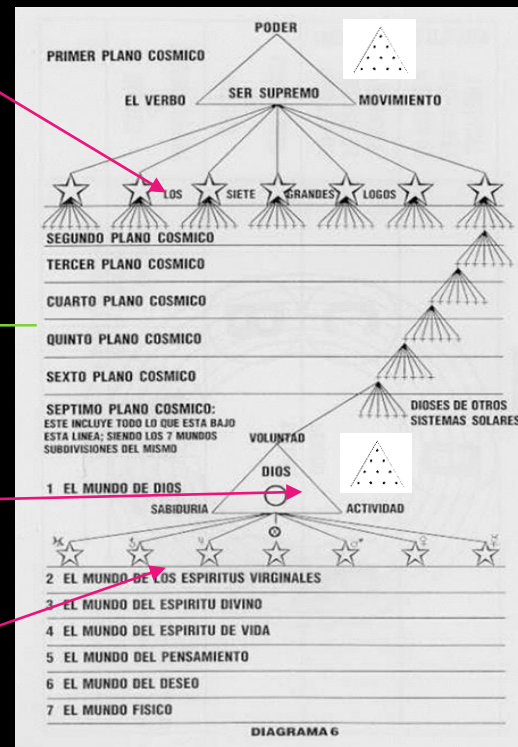 PODER
PRIMER PLANO COSMICO
EL VERBO SER SUPREMO MOVIMIENTO
LOS SIETE GRANDES LOGOS
SEGUNDO PLANO COSMICO
TERCER PLANO COSMICO
CUARTO PLANO COSMICO
QUINTO PLANO COSMICO
SEXTO PLANO COSMICO
SEPTIMO PLANO COSMICO:
ESTE INCLUYE TODO LO QUE ESTA BAJO
ESTA LINEA; SIENDO LOS 7 MUNDOS
SUBDIVISIONES DEL MISMO
DIOSES DE OTROS
SISTEMAS SOLARES
VOLUNTAD
DIOS
1 EL MUNDO DE DIOS
SABIDURIA ACTIVIDAD
2 EL MUNDO DE LOS ESPIRITUS VIRGINALES
3 EL MUNDO DEL ESPIRITU DIVINO
4 EL MUNDO DEL ESPIRITU DE VIDA
5 EL MUNDO DEL PENSAMIENTO
6 EL MUNDO DEL DESEO
7 EL MUNDO FISICO
DIAGRAMA 6